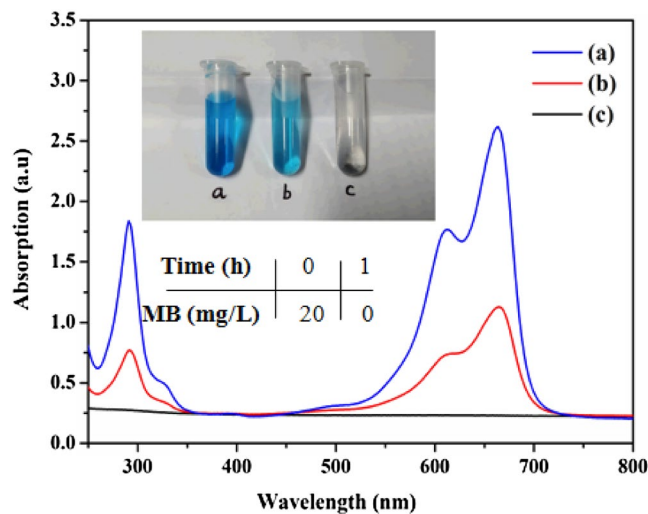 3.5
3.0
2.5
2.0
1.5
1.0
0.5
0.0
Absorption (a.u)
a b c
(a)
(b)
(c)
Time (h) 0 1
MB (mg/L) 20 0
300 400 500 600 700 800
Wavelength (nm)